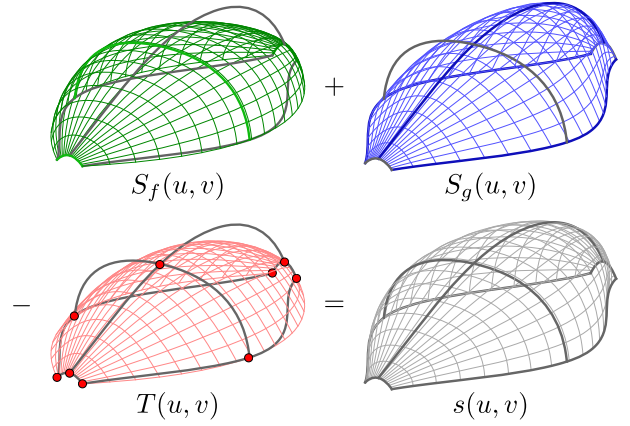 +
S_f(u, v)
S_g(u, v)
− =
T(u, v)
s(u, v)